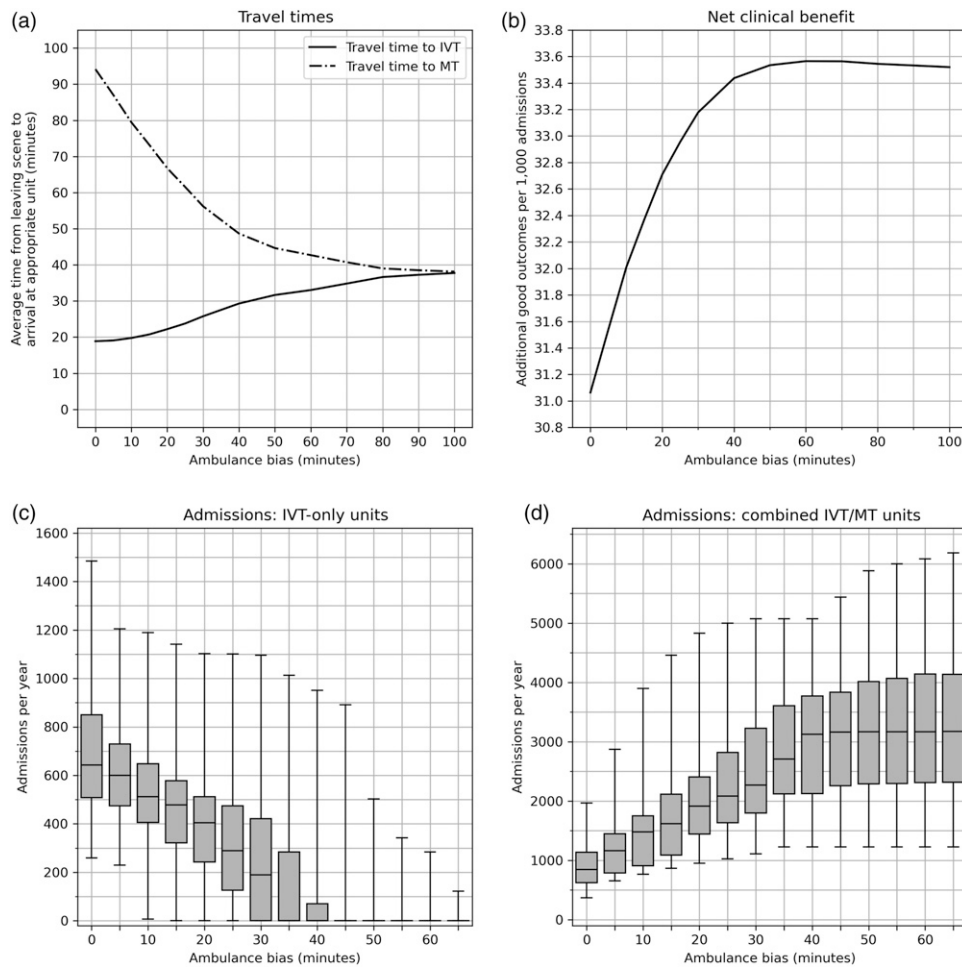 (a)
Travel times
Travel time to IVT
Travel time to MT
100
90
80
70
60
50
40
30
20
10
0
Average time from leaving scene to
arrival at appropriate unit (minutes)
0 10 20 30 40 50 60 70 80 90 100
Ambulance bias (minutes)
(b)
Net clinical benefit
33.8
33.6
33.4
33.2
33.0
32.8
32.6
32.4
32.2
32.0
31.8
31.6
31.4
31.2
31.0
30.8
Additional good outcomes per 1,000 admissions
0 20 40 60 80 100
Ambulance bias (minutes)
(c)
Admissions: IVT-only units
1600
1400
1200
1000
800
600
400
200
0
Admissions per year
0 10 20 30 40 50 60
Ambulance bias (minutes)
(d)
Admissions: combined IVT/MT units
6000
5000
4000
3000
2000
1000
0
Admissions per year
0 10 20 30 40 50 60
Ambulance bias (minutes)